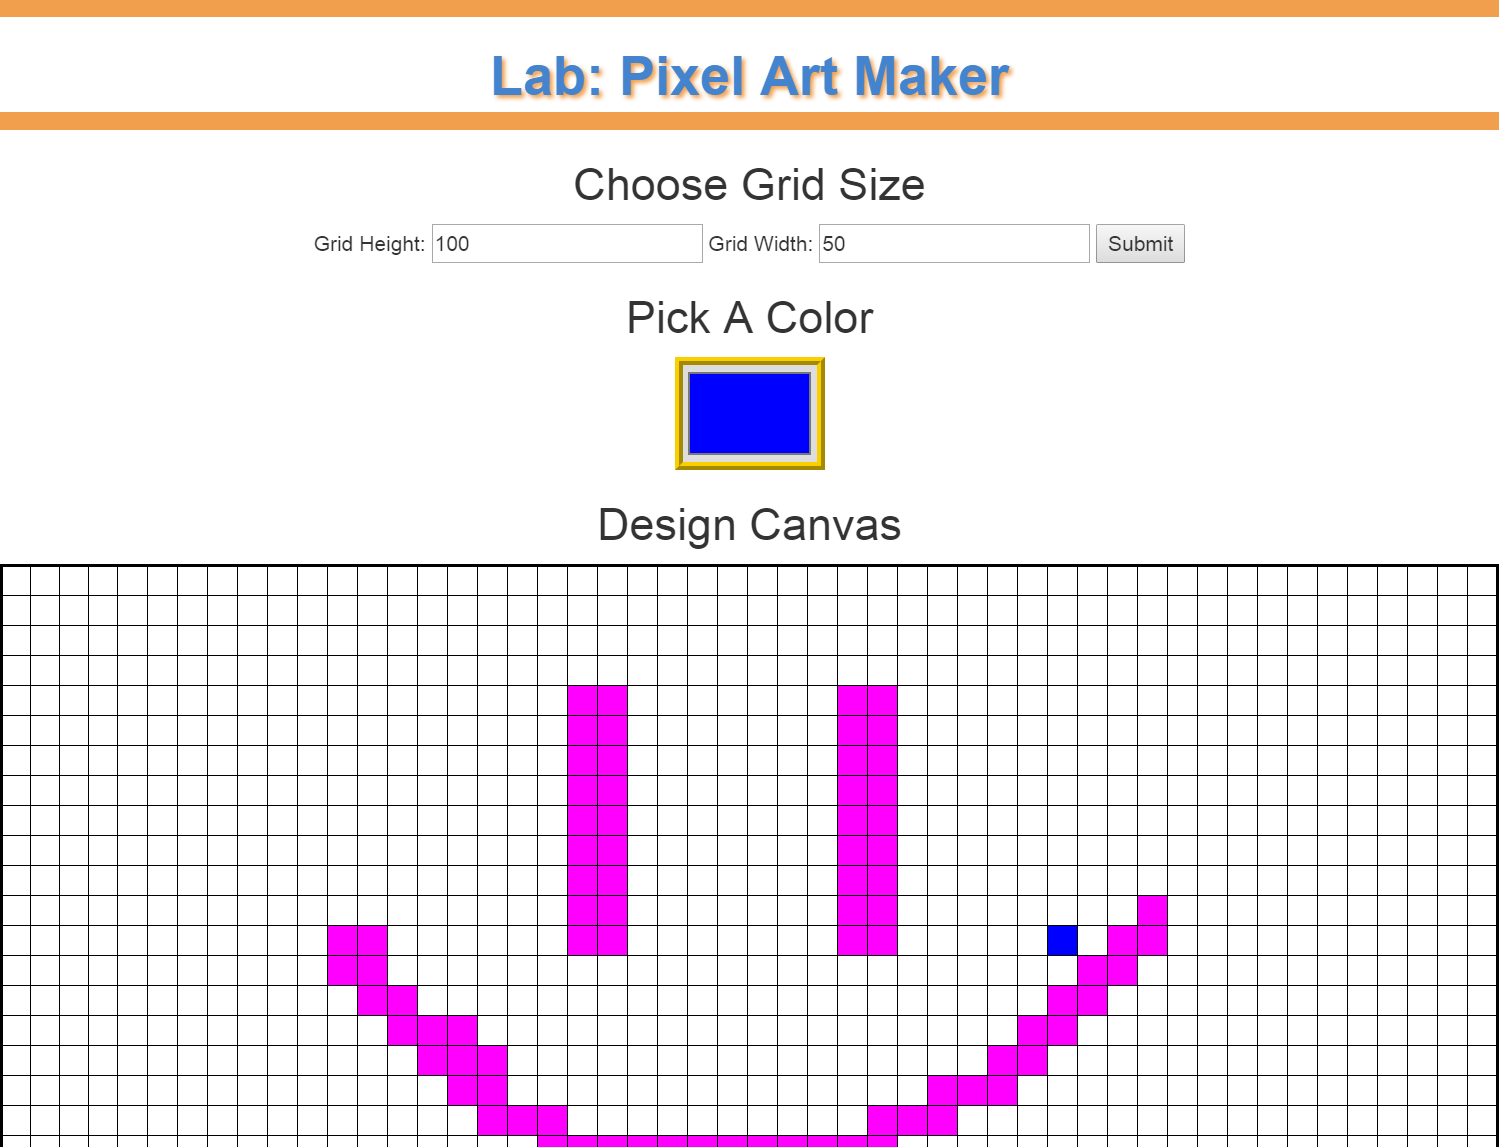 Lab: Pixel Art Maker
Choose Grid Size
Grid Height: 100 Grid Width: 50 Submit
Pick A Color
Design Canvas